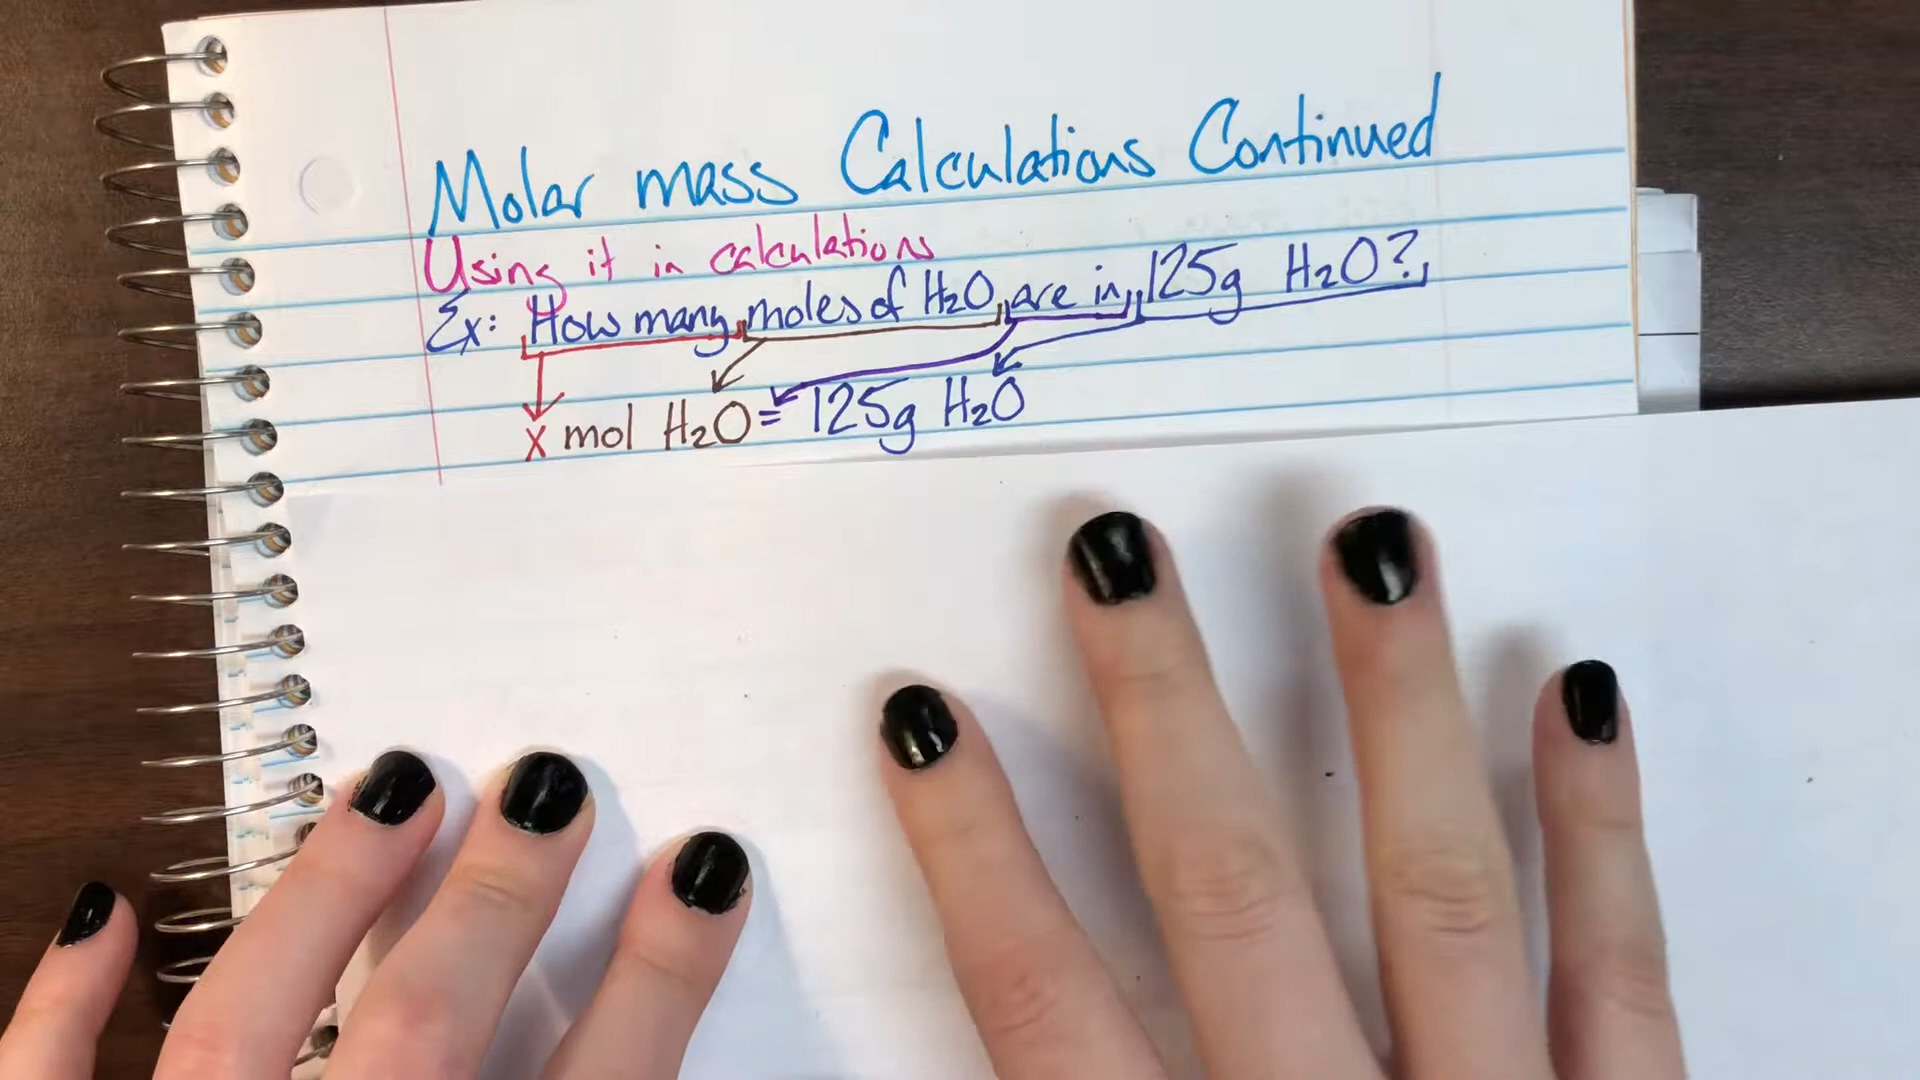 Molar mass Calculations Continued
Using it in calculations
Ex: How many moles of H₂O are in 125g H₂O?
x mol H₂O = 125g H₂O